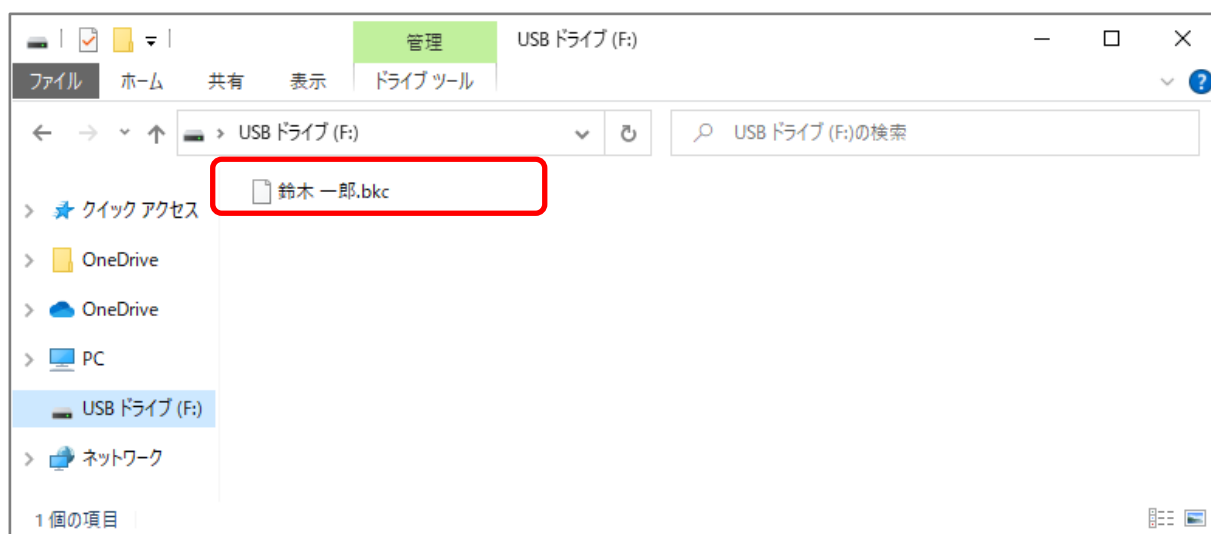 管理
USB ドライブ (F:)
ファイル ホーム 共有 表示 ドライブ ツール
USB ドライブ (F:)
USB ドライブ (F:)の検索
鈴木 一郎.bkc
クイック アクセス
OneDrive
OneDrive
PC
USB ドライブ (F:)
ネットワーク
1 個の項目